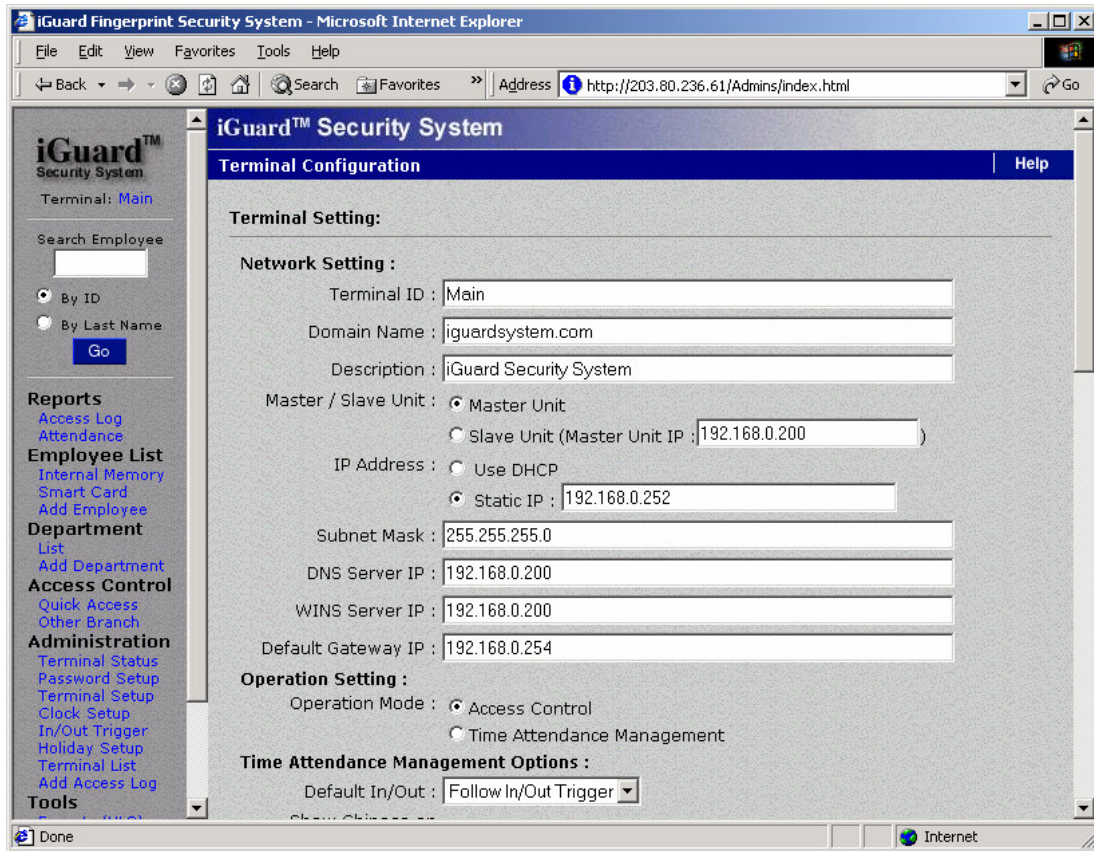 iGuard Fingerprint Security System - Microsoft Internet Explorer
File Edit View Favorites Tools Help
Back Search Favorites » Address http://203.80.236.61/Admins/index.html Go
iGuard™
Security System
Terminal: Main
Search Employee
By ID
By Last Name
Go
Reports
Access Log
Attendance
Employee List
Internal Memory
Smart Card
Add Employee
Department
List
Add Department
Access Control
Quick Access
Other Branch
Administration
Terminal Status
Password Setup
Terminal Setup
Clock Setup
In/Out Trigger
Holiday Setup
Terminal List
Add Access Log
Tools
iGuard™ Security System
Terminal Configuration Help
Terminal Setting:
Network Setting :
Terminal ID : Main
Domain Name : iguardsystem.com
Description : iGuard Security System
Master / Slave Unit : Master Unit
Slave Unit (Master Unit IP : 192.168.0.200 )
IP Address : Use DHCP
Static IP : 192.168.0.252
Subnet Mask : 255.255.255.0
DNS Server IP : 192.168.0.200
WINS Server IP : 192.168.0.200
Default Gateway IP : 192.168.0.254
Operation Setting :
Operation Mode : Access Control
Time Attendance Management
Time Attendance Management Options :
Default In/Out : Follow In/Out Trigger
Done Internet